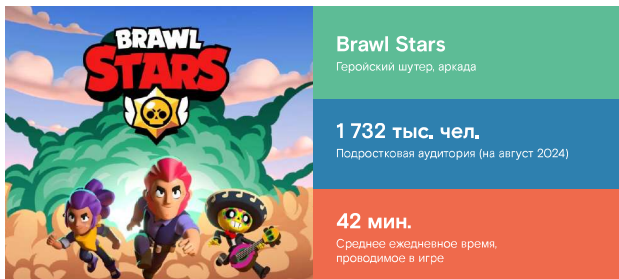 BRAWL
STARS
Brawl Stars
Геройский шутер, аркада
1 732 тыс. чел.
Подростковая аудитория (на август 2024)
42 мин.
Среднее ежедневное время,
проводимое в игре